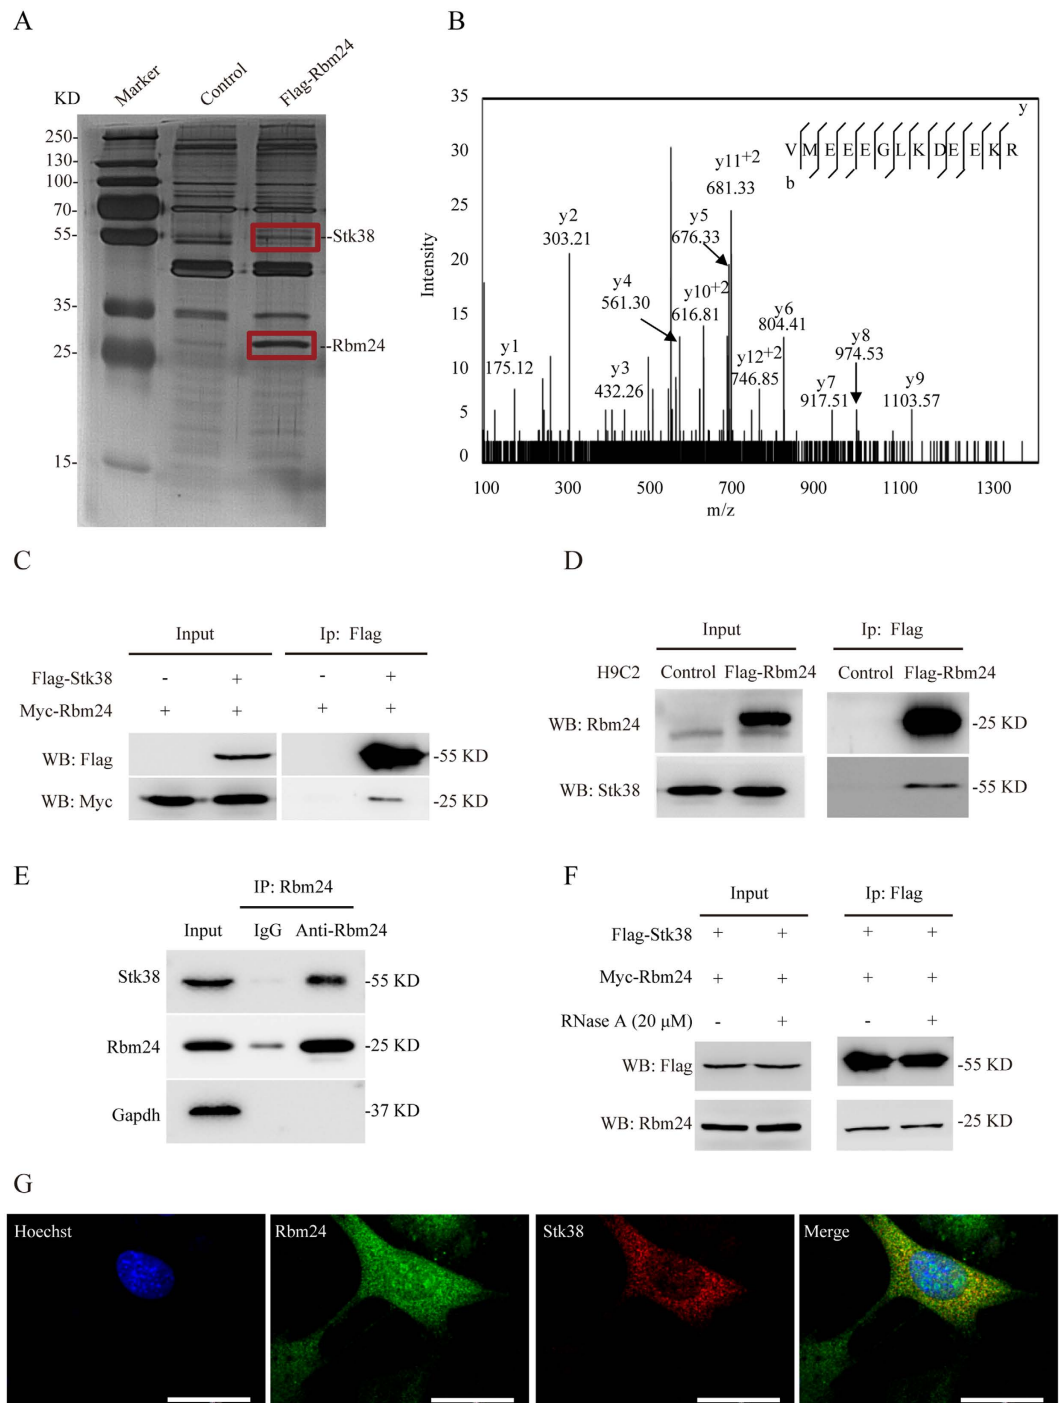 A
KD
Marker
Control
Flag-Rbm24
250-
130-
100-
70-
55-
35-
25-
15-
--Stk38
--Rbm24
B
35
30
25
20
15
10
5
0
Intensity
100 300 500 700 900 1100 1300
m/z
y
V M E E E G L K D E E K R
b
y11+2
681.33
y2
303.21
y5
676.33
y4
561.30
y10+2
616.81
y6
804.41
y1
175.12
y3
432.26
y12+2
746.85
y8
974.53
y7
917.51
y9
1103.57
C
Input Ip: Flag
Flag-Stk38 - + - +
Myc-Rbm24 + + + +
WB: Flag -55 KD
WB: Myc -25 KD
D
Input Ip: Flag
H9C2 Control Flag-Rbm24 Control Flag-Rbm24
WB: Rbm24 -25 KD
WB: Stk38 -55 KD
E
IP: Rbm24
Input IgG Anti-Rbm24
Stk38 -55 KD
Rbm24 -25 KD
Gapdh -37 KD
F
Input Ip: Flag
Flag-Stk38 + + + +
Myc-Rbm24 + + + +
RNase A (20 μM) - + - +
WB: Flag -55 KD
WB: Rbm24 -25 KD
G
Hoechst Rbm24 Stk38 Merge